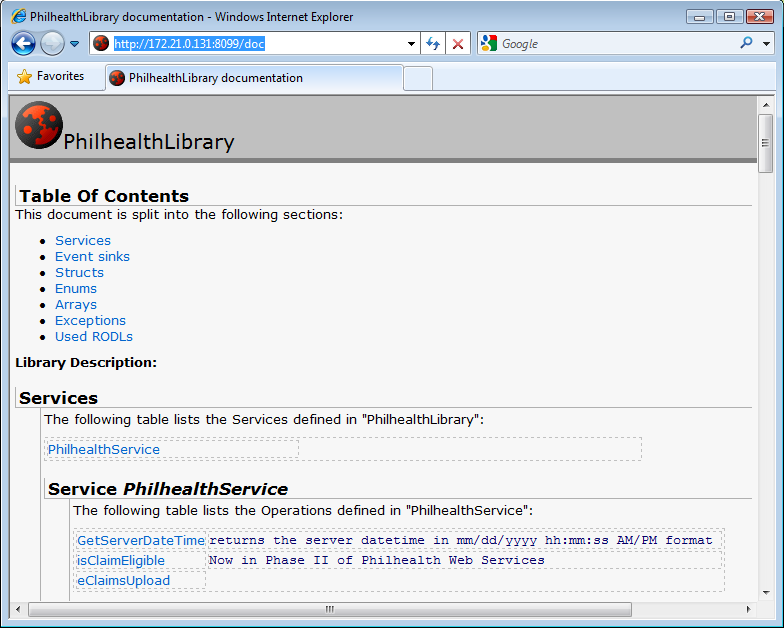 PhilhealthLibrary documentation - Windows Internet Explorer
http://172.21.0.131:8099/doc
Google
Favorites
PhilhealthLibrary documentation
PhilhealthLibrary
Table Of Contents
This document is split into the following sections:
Services
Event sinks
Structs
Enums
Arrays
Exceptions
Used RODLs
Library Description:
Services
The following table lists the Services defined in "PhilhealthLibrary":
PhilhealthService
Service PhilhealthService
The following table lists the Operations defined in "PhilhealthService":
GetServerDateTime returns the server datetime in mm/dd/yyyy hh:mm:ss AM/PM format
isClaimEligible Now in Phase II of Philhealth Web Services
eClaimsUpload